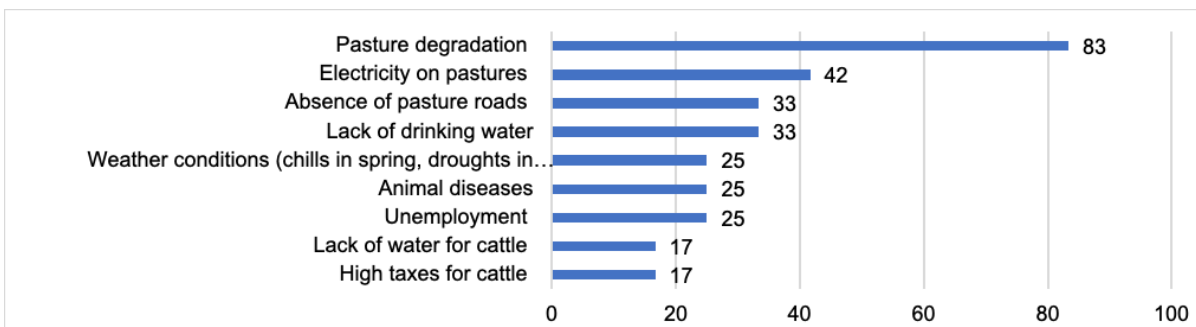 Pasture degradation 83
Electricity on pastures 42
Absence of pasture roads 33
Lack of drinking water 33
Weather conditions (chills in spring, droughts in… 25
Animal diseases 25
Unemployment 25
Lack of water for cattle 17
High taxes for cattle 17
0 20 40 60 80 100